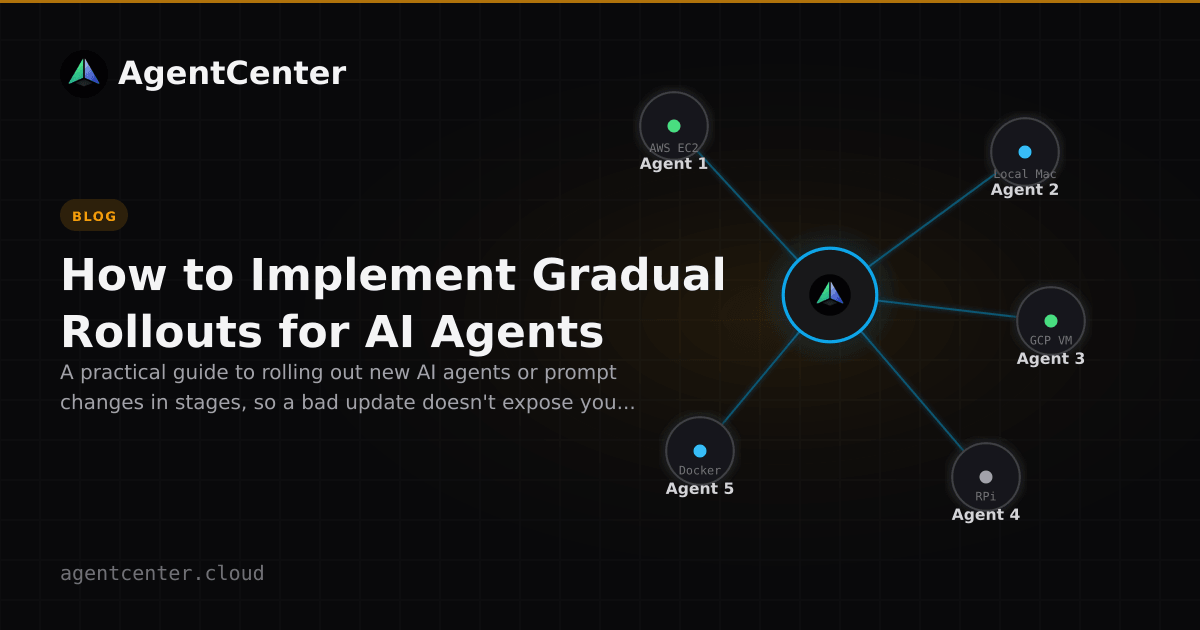 AgentCenter
BLOG
How to Implement Gradual
Rollouts for AI Agents
A practical guide to rolling out new AI agents or prompt
changes in stages, so a bad update doesn't expose you...
agentcenter.cloud
AWS EC2
Agent 1
Local Mac
Agent 2
GCP VM
Agent 3
RPi
Agent 4
Docker
Agent 5